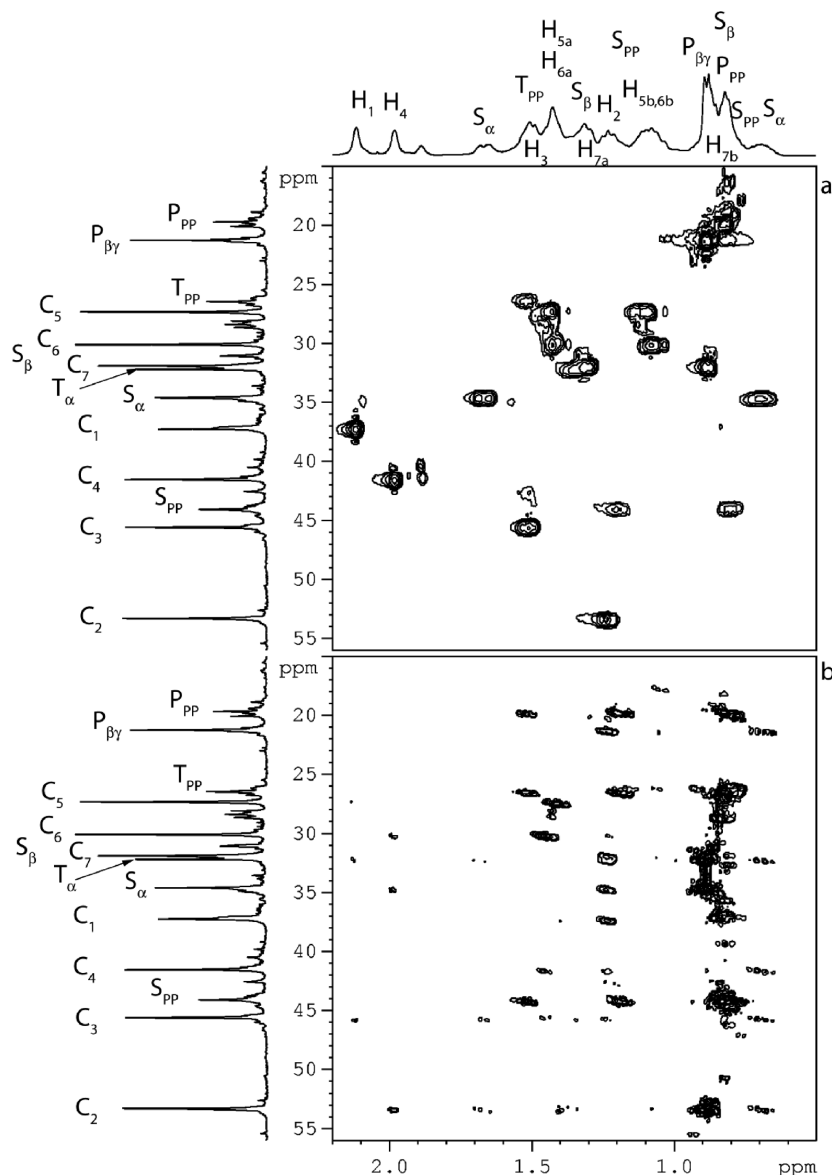 H5a
H6a
SPP
Sβ
Pβγ
PPP
H1
H4
Sα
TPP
Sβ
H2
H5b,6b
SPP
Sα
H3
H7a
H7b
ppm
a
PPP
20
Pβγ
TPP
25
C5
C6
30
Sβ
C7
Tα
Sα
35
C1
40
C4
SPP
45
C3
50
C2
55
ppm
b
PPP
20
Pβγ
TPP
25
C5
C6
30
Sβ
C7
Tα
Sα
35
C1
40
C4
SPP
45
C3
50
C2
55
2.0 1.5 1.0 ppm